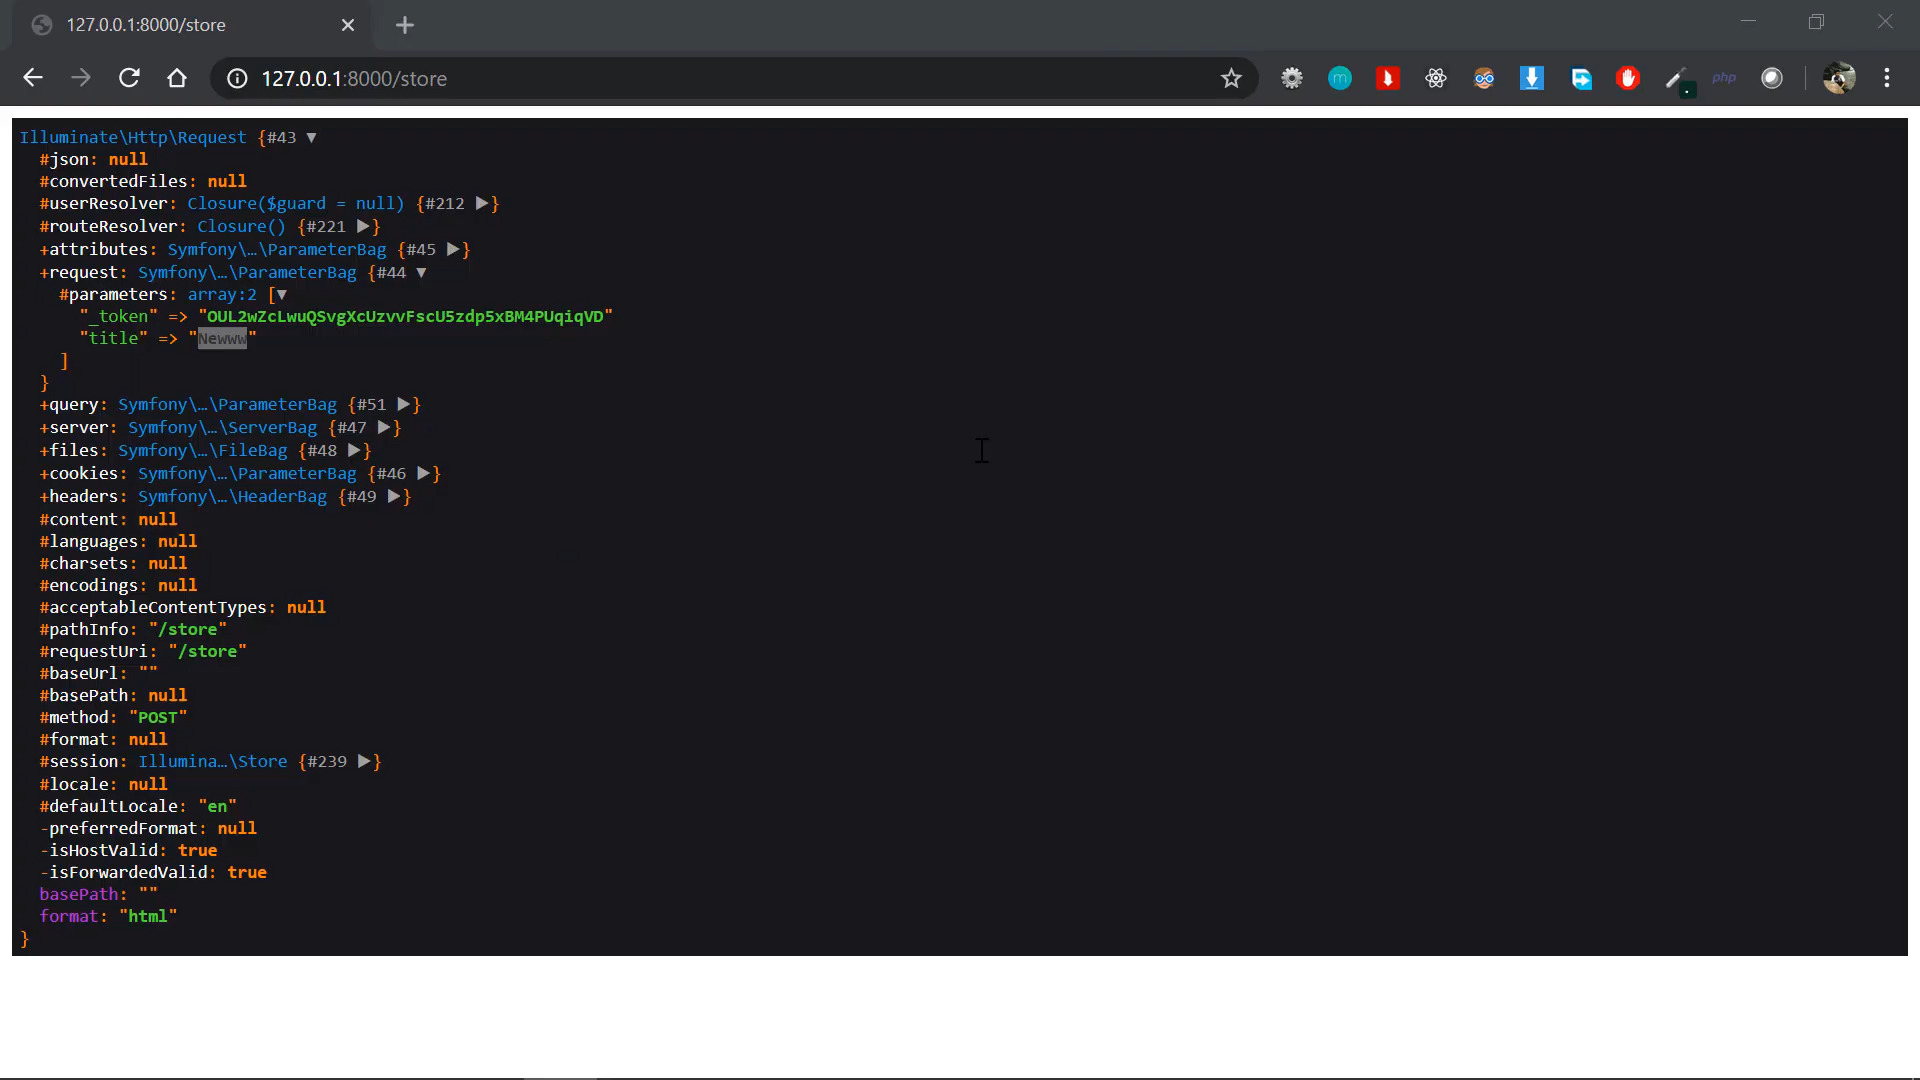 127.0.0.1:8000/store
127.0.0.1:8000/store
php
Illuminate\Http\Request {#43 ▼
#json: null
#convertedFiles: null
#userResolver: Closure($guard = null) {#212 ▶}
#routeResolver: Closure() {#221 ▶}
+attributes: Symfony\…\ParameterBag {#45 ▶}
+request: Symfony\…\ParameterBag {#44 ▼
#parameters: array:2 [▼
"_token" => "OUL2wZcLwuQSvgXcUzvvFscU5zdp5xBM4PUqiqVD"
"title" => "Newww"
]
}
+query: Symfony\…\ParameterBag {#51 ▶}
+server: Symfony\…\ServerBag {#47 ▶}
+files: Symfony\…\FileBag {#48 ▶}
+cookies: Symfony\…\ParameterBag {#46 ▶}
+headers: Symfony\…\HeaderBag {#49 ▶}
#content: null
#languages: null
#charsets: null
#encodings: null
#acceptableContentTypes: null
#pathInfo: "/store"
#requestUri: "/store"
#baseUrl: ""
#basePath: null
#method: "POST"
#format: null
#session: Illumina…\Store {#239 ▶}
#locale: null
#defaultLocale: "en"
-preferredFormat: null
-isHostValid: true
-isForwardedValid: true
basePath: ""
format: "html"
}